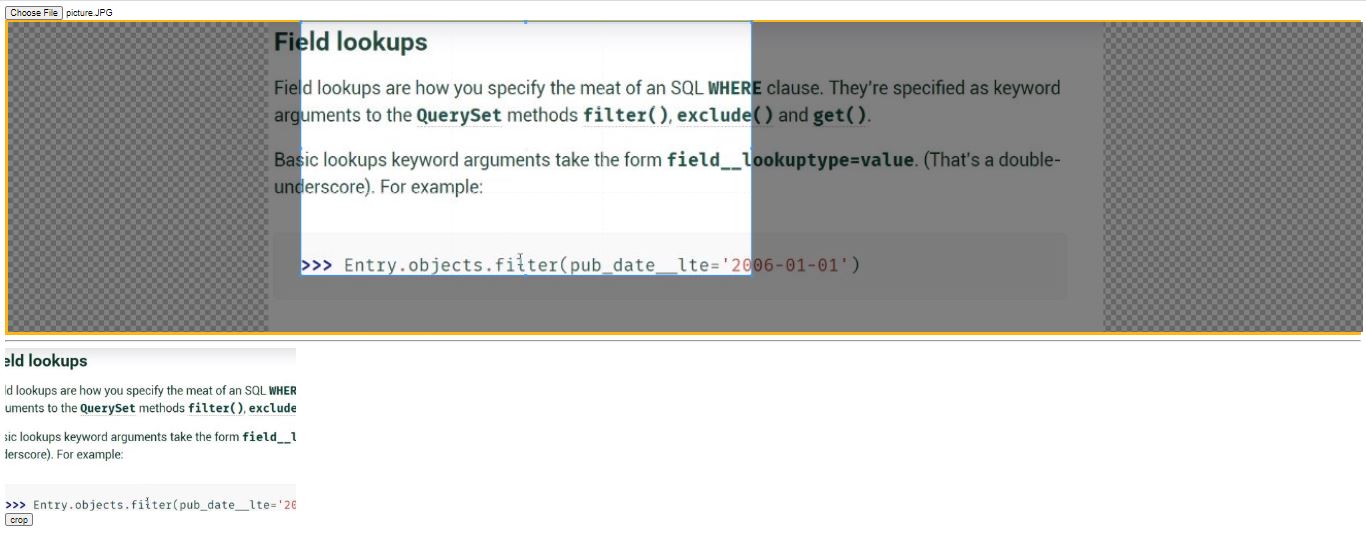 Choose File picture.JPG
Field lookups
Field lookups are how you specify the meat of an SQL WHERE clause. They're specified as keyword
arguments to the QuerySet methods filter(), exclude() and get().
Basic lookups keyword arguments take the form field__lookuptype=value. (That's a double-
underscore). For example:
>>> Entry.objects.filter(pub_date__lte='2006-01-01')
eld lookups
ld lookups are how you specify the meat of an SQL WHER
uments to the QuerySet methods filter(), exclude
sic lookups keyword arguments take the form field__l
lerscore). For example:
>>> Entry.objects.filter(pub_date__lte='20
crop